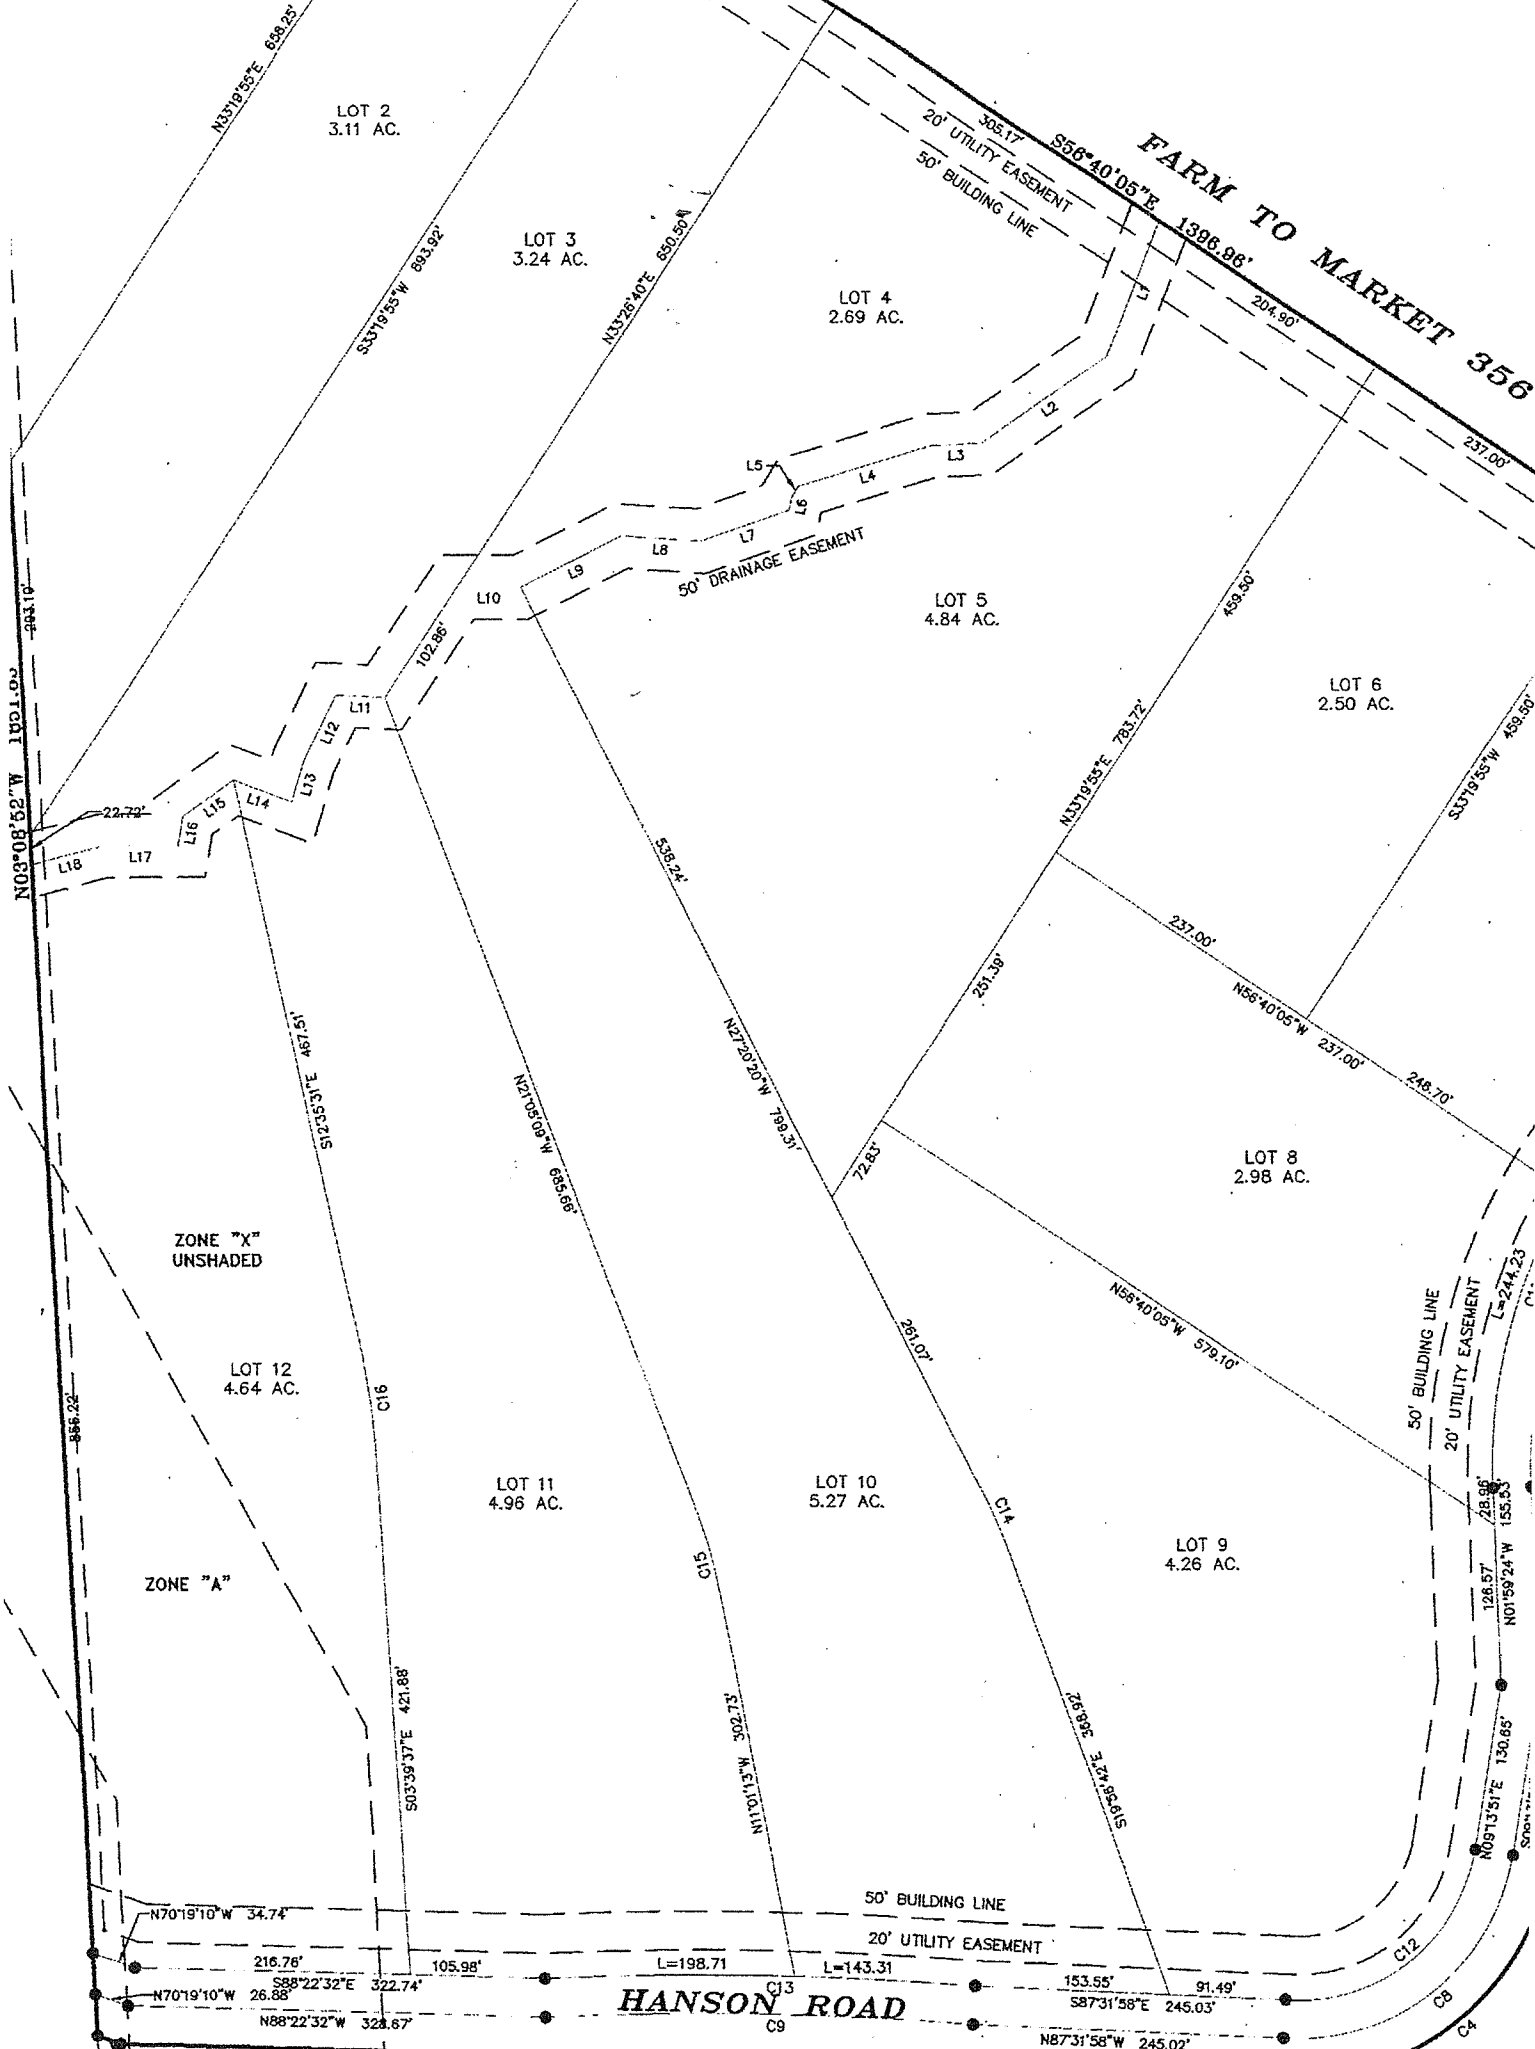 N33°19'55"E 658.25'
LOT 2
3.11 AC.
S33°19'55"W 893.92'
LOT 3
3.24 AC.
N33°26'40"E 650.50'
305.17'
20' UTILITY EASEMENT
50' BUILDING LINE
S56°40'05"E 1396.96'
FARM TO MARKET 356
LOT 4
2.69 AC.
204.90'
237.00'
L1
L2
L3
L4
L5
L6
L7
L8
L9
L10
50' DRAINAGE EASEMENT
102.86'
L11
L12
L13
L14
L15
L16
L17
L18
22.72'
293.10'
N03°08'52"W
LOT 5
4.84 AC.
459.50'
LOT 6
2.50 AC.
N33°19'55"E 783.72'
S33°19'55"W 459.50'
538.24'
251.39'
237.00'
N56°40'05"W 237.00'
246.70'
S12°35'31"E 467.51'
N21°05'09"W 685.66'
N27°20'20"W 799.31'
72.83'
LOT 8
2.98 AC.
ZONE "X"
UNSHADED
N56°40'05"W 579.10'
261.07'
50' BUILDING LINE
20' UTILITY EASEMENT
L=244.23
LOT 12
4.64 AC.
C16
856.22'
LOT 11
4.96 AC.
LOT 10
5.27 AC.
C14
28.96'
N01°59'24"W 155.53'
126.57'
C15
LOT 9
4.26 AC.
ZONE "A"
S03°39'37"E 421.88'
N11°01'13"W 302.73'
S19°56'42"E 368.92'
N09°13'51"E 130.65'
50' BUILDING LINE
20' UTILITY EASEMENT
N70°19'10"W 34.74'
216.76'
105.98'
L=198.71
L=143.31
153.55'
91.49'
C12
S88°22'32"E 322.74'
C13
S87°31'58"E 245.03'
N70°19'10"W 26.88'
HANSON ROAD
C8
N88°22'32"W 328.67'
C9
N87°31'58"W 245.02'
C4